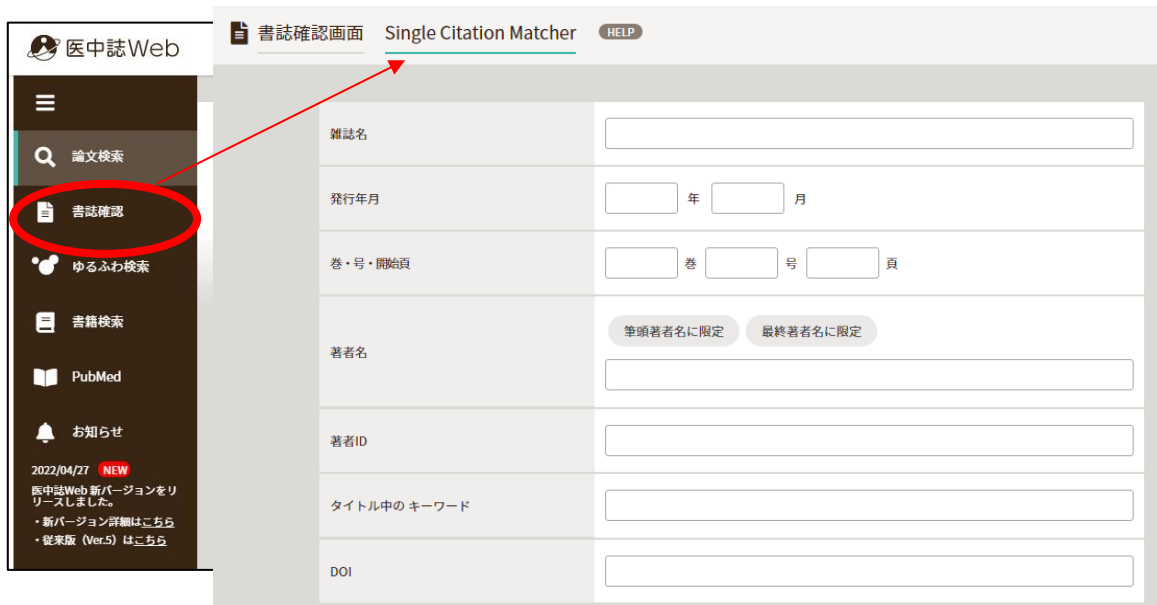 医中誌Web
論文検索
書誌確認
ゆるふわ検索
書籍検索
PubMed
お知らせ
2022/04/27 NEW
医中誌Web 新バージョンをリ
リースしました。
・新バージョン詳細はこちら
・従来版（Ver.5）はこちら
書誌確認画面 Single Citation Matcher HELP
雑誌名
発行年月 年 月
巻・号・開始頁 巻 号 頁
著者名 筆頭著者名に限定 最終著者名に限定
著者ID
タイトル中の キーワード
DOI